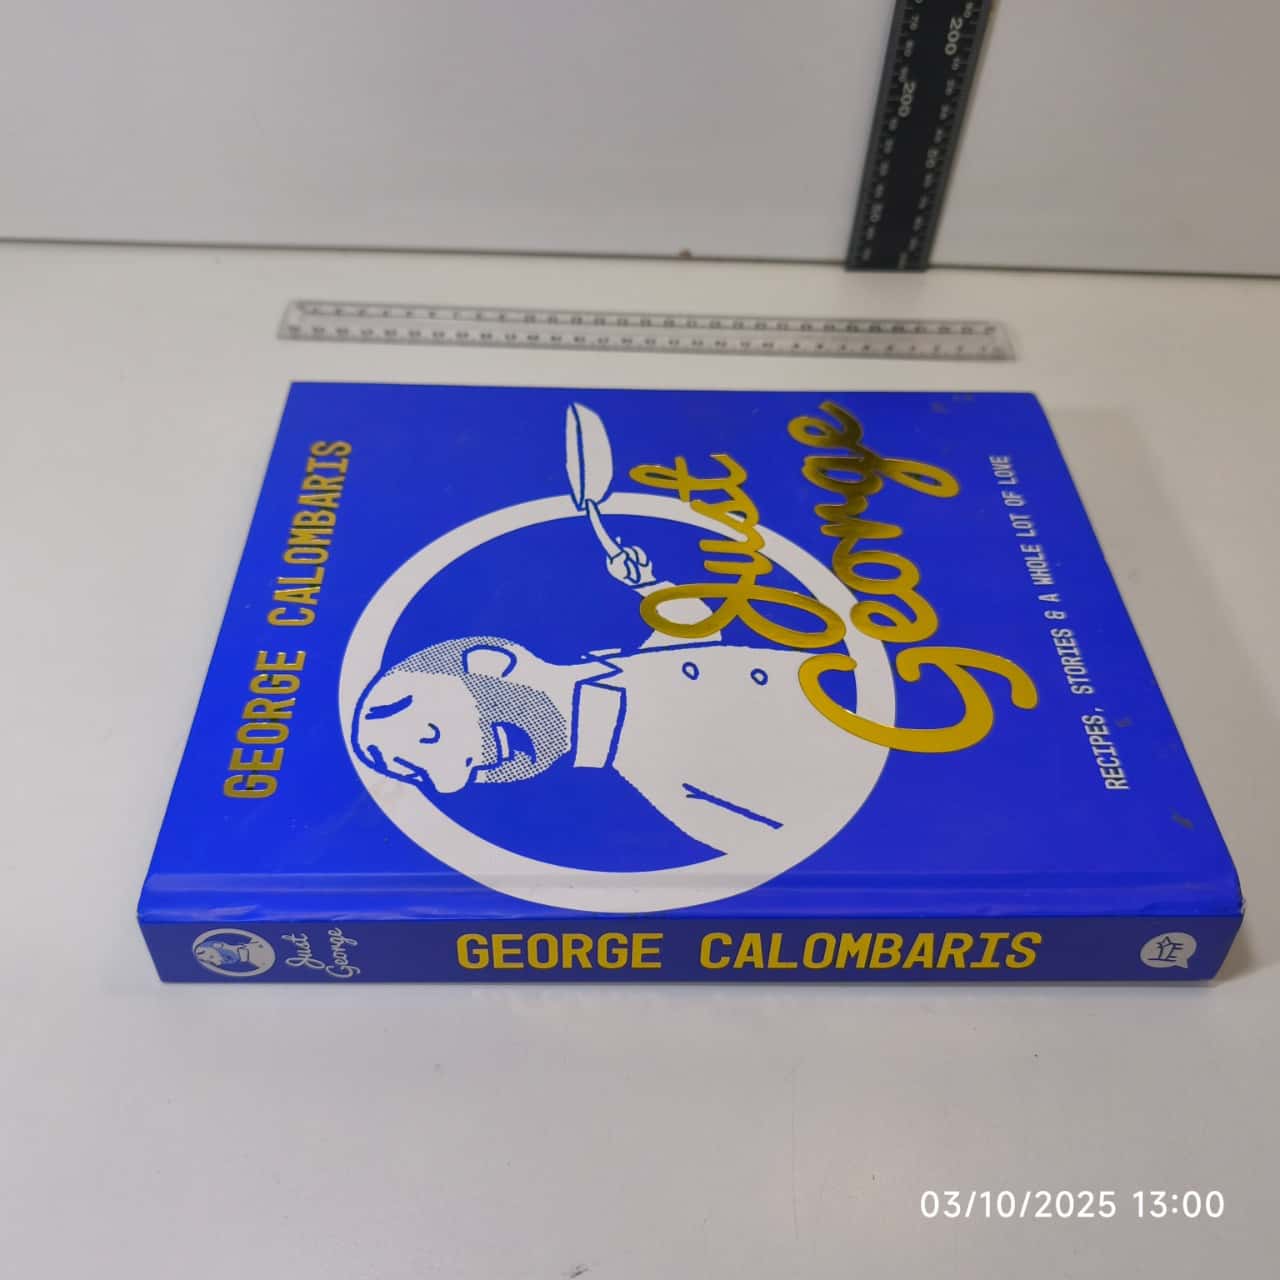 GEORGE CALOMBARIS
Just
George
RECIPES, STORIES & A WHOLE LOT OF LOVE
Just
George
GEORGE CALOMBARIS
200
200
03/10/2025 13:00